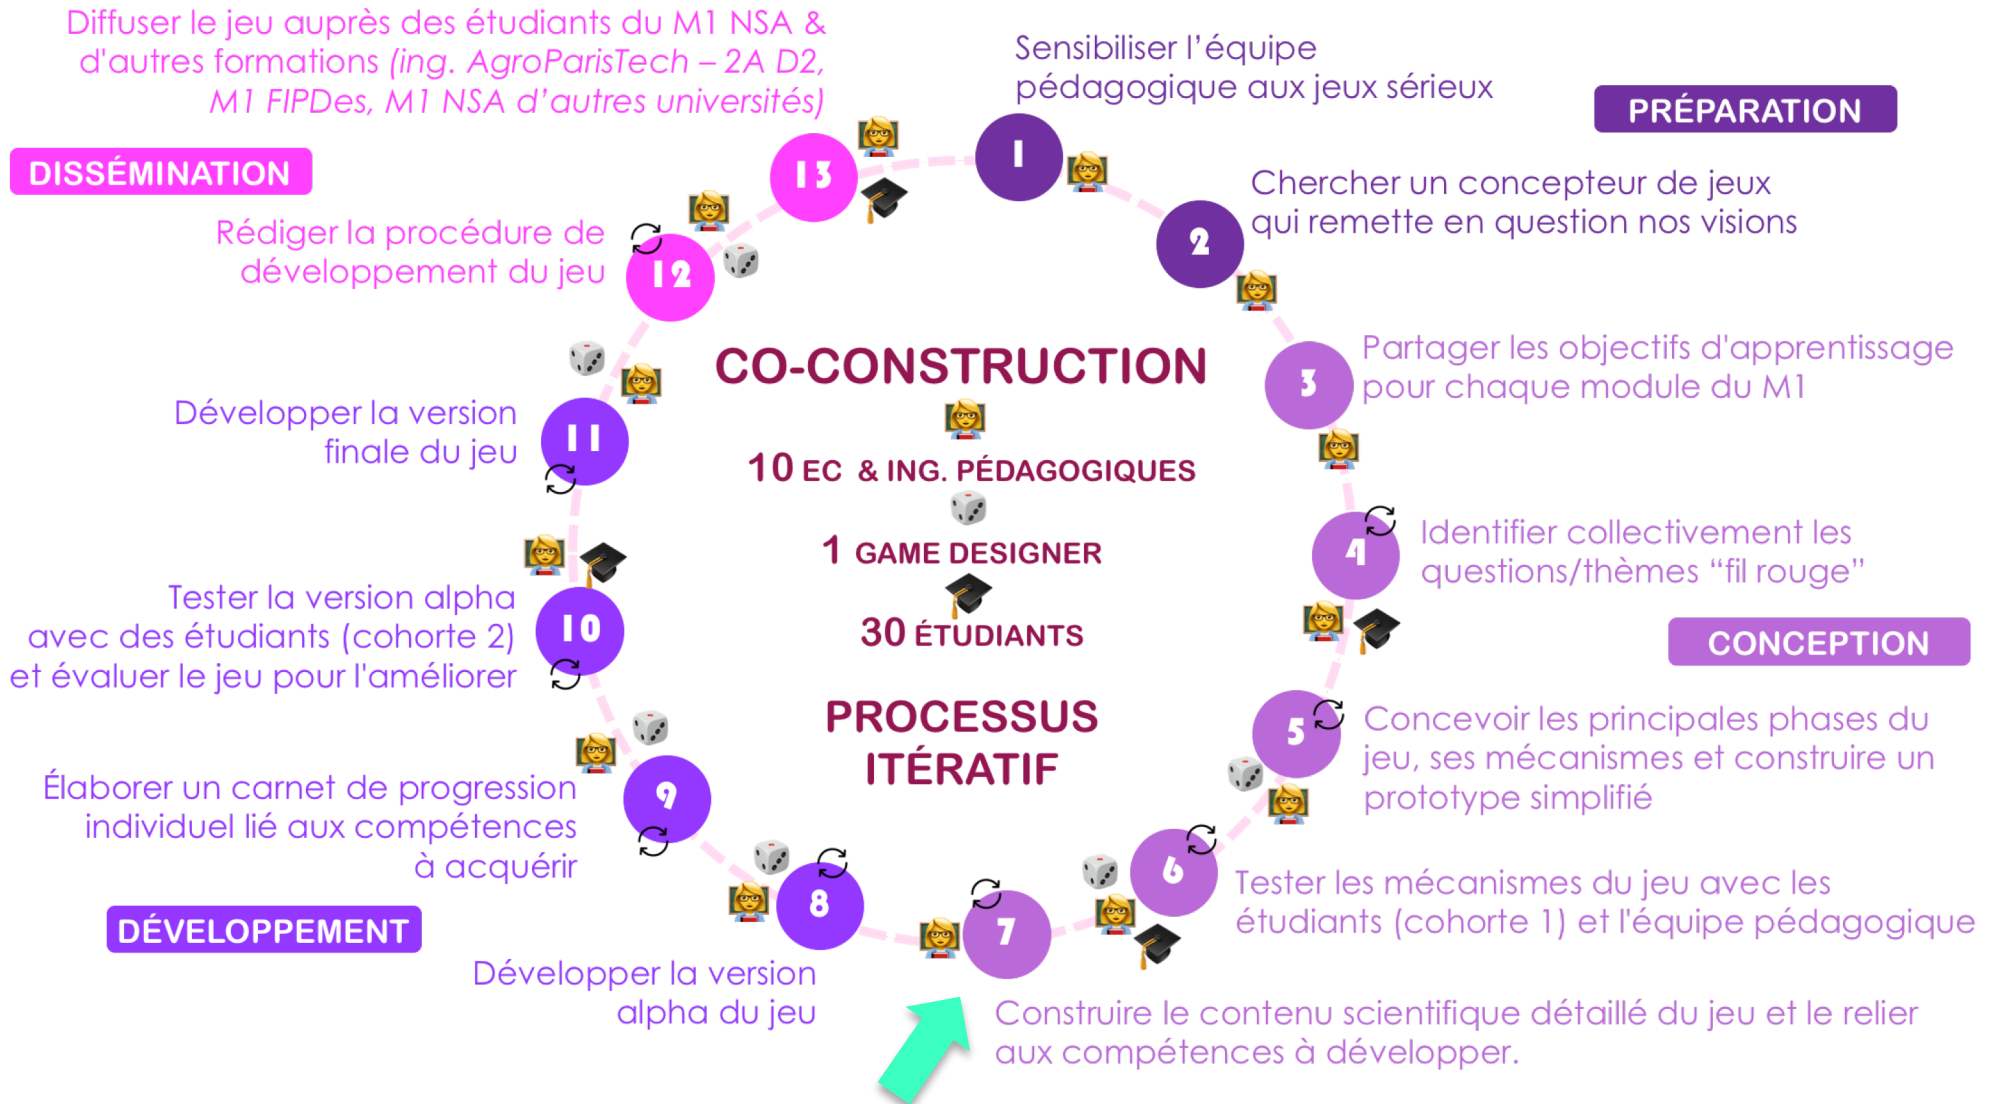 Diffuser le jeu auprès des étudiants du M1 NSA &
d'autres formations (ing. AgroParisTech – 2A D2,
M1 FIPDes, M1 NSA d’autres universités)
DISSÉMINATION
13
Rédiger la procédure de
développement du jeu
12
1
Sensibiliser l’équipe
pédagogique aux jeux sérieux
PRÉPARATION
2
Chercher un concepteur de jeux
qui remette en question nos visions
3
Partager les objectifs d'apprentissage
pour chaque module du M1
4
Identifier collectivement les
questions/thèmes “fil rouge”
CONCEPTION
5
Concevoir les principales phases du
jeu, ses mécanismes et construire un
prototype simplifié
6
Tester les mécanismes du jeu avec les
étudiants (cohorte 1) et l'équipe pédagogique
7
Construire le contenu scientifique détaillé du jeu et le relier
aux compétences à développer.
8
Développer la version
alpha du jeu
DÉVELOPPEMENT
9
Élaborer un carnet de progression
individuel lié aux compétences
à acquérir
10
Tester la version alpha
avec des étudiants (cohorte 2)
et évaluer le jeu pour l'améliorer
11
Développer la version
finale du jeu
CO-CONSTRUCTION
10 EC & ING. PÉDAGOGIQUES
1 GAME DESIGNER
30 ÉTUDIANTS
PROCESSUS
ITÉRATIF